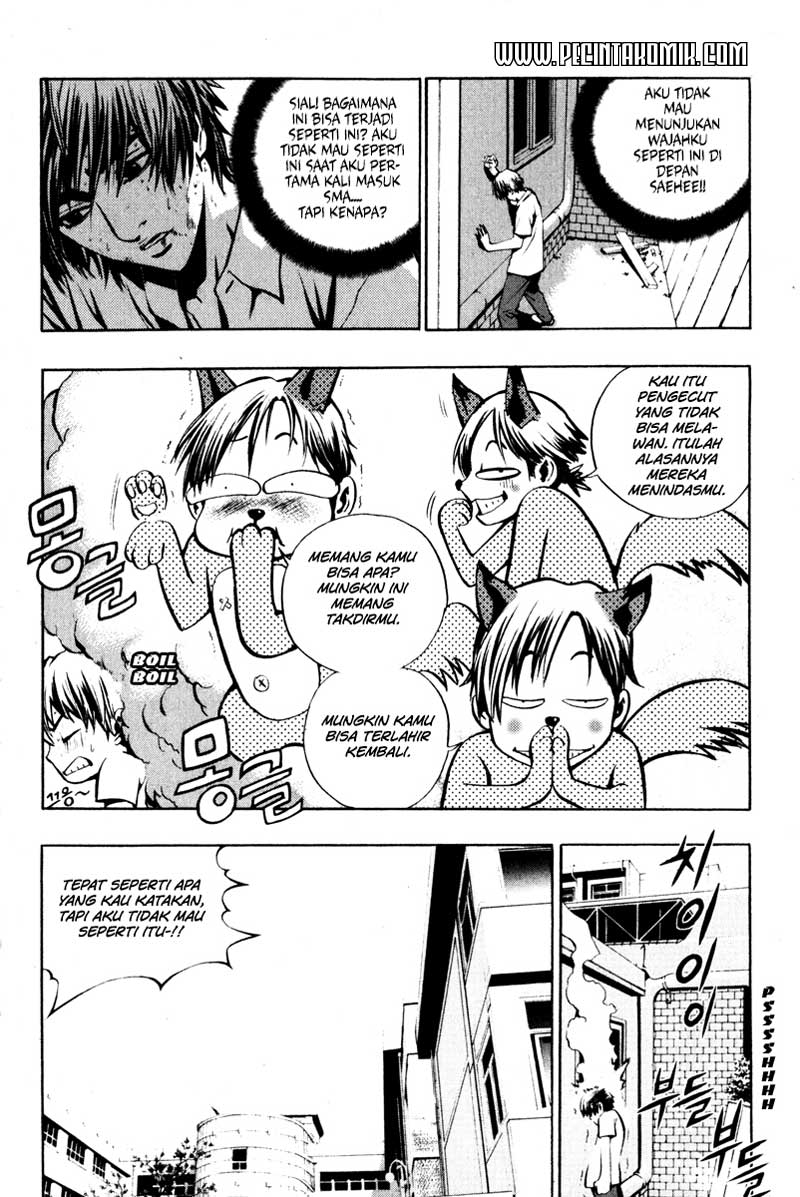 WWW.PECINTAKOMIK.COM
SIAL! BAGAIMANA
INI BISA TERJADI
SEPERTI INI? AKU
TIDAK MAU SEPERTI
INI SAAT AKU PER-
TAMA KALI MASUK
SMA....
TAPI KENAPA?
AKU TIDAK
MAU
MENUNJUKAN
WAJAHKU
SEPERTI INI DI
DEPAN
SAEHEE!!
KAU ITU
PENGECUT
YANG TIDAK
BISA MELA-
WAN. ITULAH
ALASANNYA
MEREKA
MENINDASMU.
몽골
MEMANG KAMU
BISA APA?
MUNGKIN INI
MEMANG
TAKDIRMU.
BOIL
BOIL
MUNGKIN KAMU
BISA TERLAHIR
KEMBALI.
몽골
끄응~
TEPAT SEPERTI APA
YANG KAU KATAKAN,
TAPI AKU TIDAK MAU
SEPERTI ITU-!!
치이이이
PSSSSHHHH
부들
부들